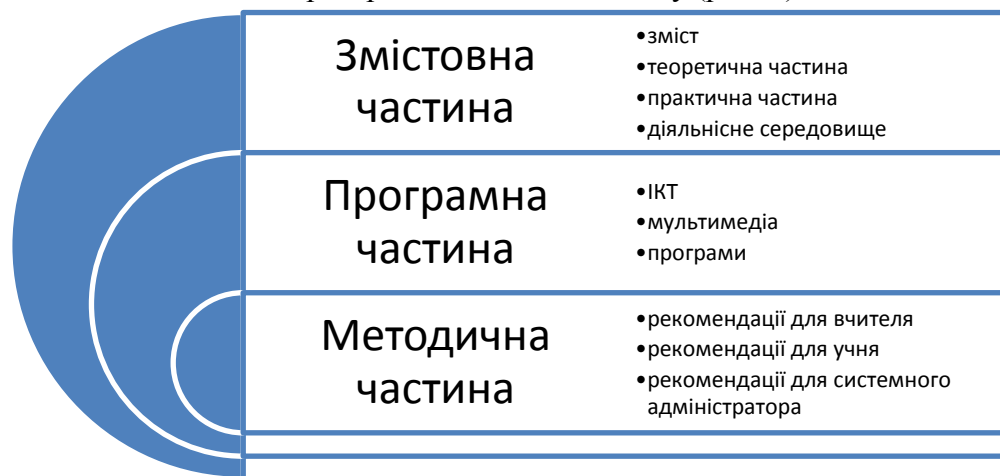 Змістовна
частина
•зміст
•теоретична частина
•практична частина
•діяльнісне середовище
Програмна
частина
•ІКТ
•мультимедіа
•програми
Методична
частина
•рекомендації для вчителя
•рекомендації для учня
•рекомендації для системного
адміністратора